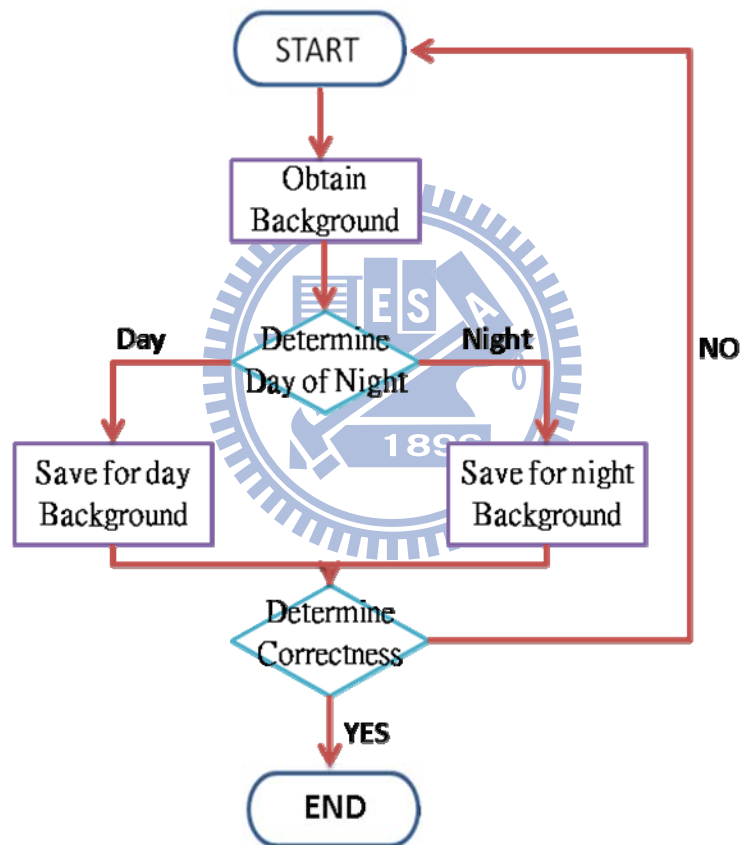 START
Obtain
Background
E S A
Determine
Day of Night
Day
Night
NO
1896
Save for day
Background
Save for night
Background
Determine
Correctness
YES
END